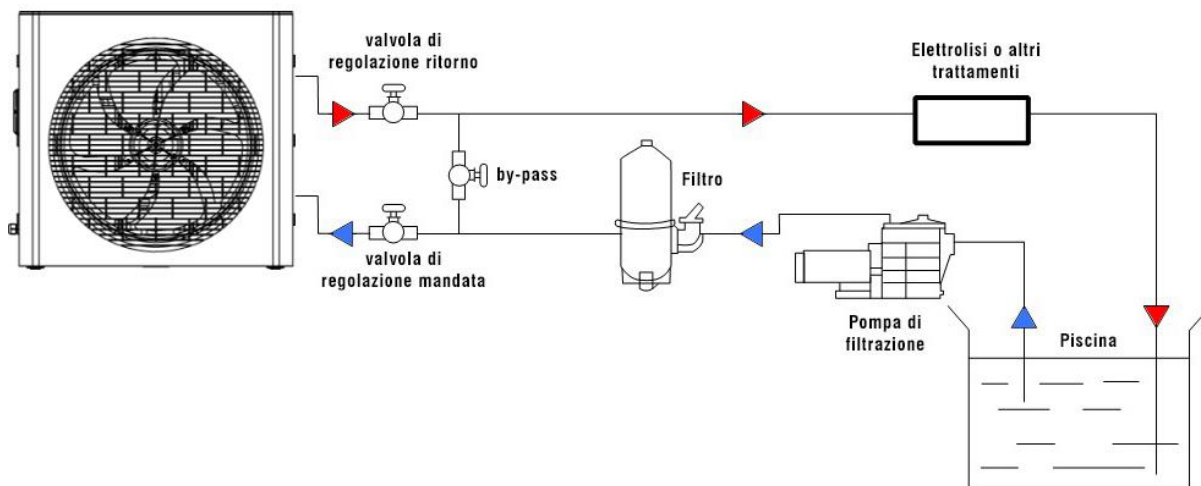 valvola di
regolazione ritorno
Elettrolisi o altri
trattamenti
by-pass
Filtro
valvola di
regolazione mandata
Pompa di
filtrazione
Piscina